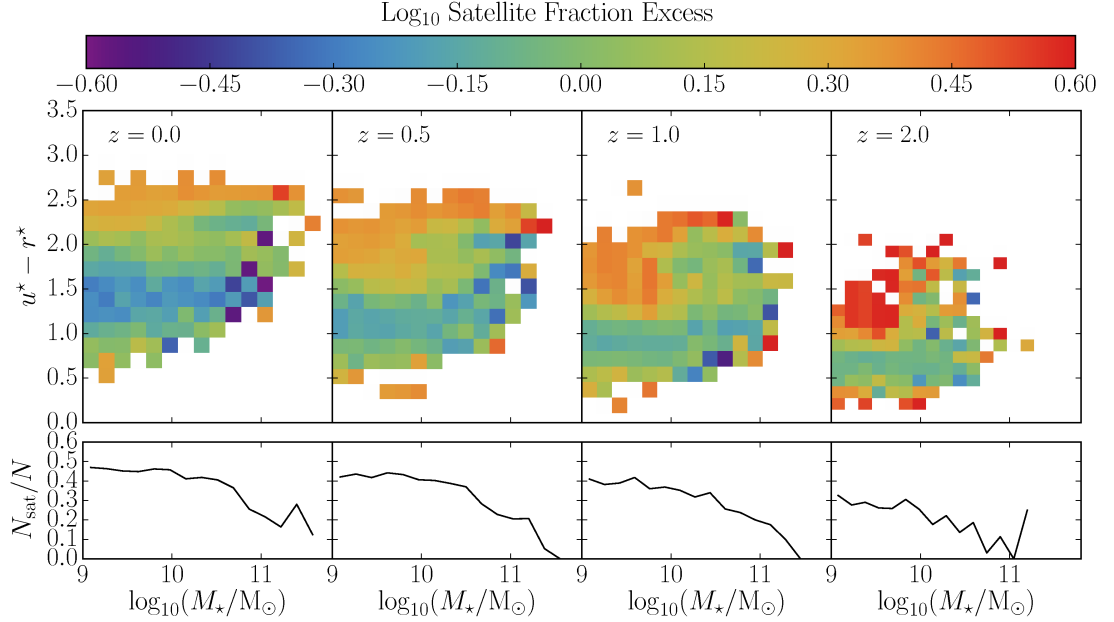 Log₁₀ Satellite Fraction Excess
−0.60 −0.45 −0.30 −0.15 0.00 0.15 0.30 0.45 0.60
z = 0.0 z = 0.5 z = 1.0 z = 2.0
3.5
3.0
2.5
2.0
1.5
1.0
0.5
0.0
u* − r*
0.6
0.5
0.4
0.3
0.2
0.1
0.0
N_sat/N
9 10 11 9 10 11 9 10 11 9 10 11
log₁₀(M⋆/M⊙) log₁₀(M⋆/M⊙) log₁₀(M⋆/M⊙) log₁₀(M⋆/M⊙)